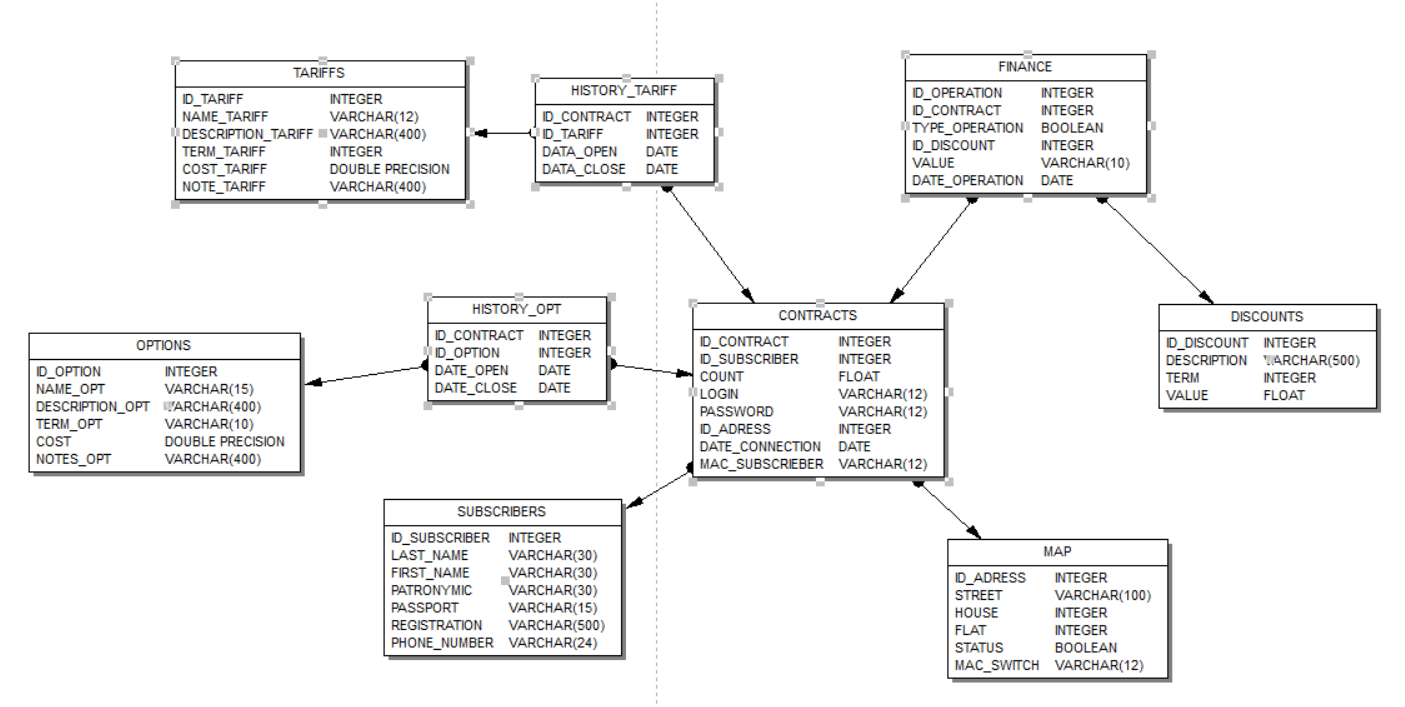 TARIFFS
ID_TARIFF INTEGER
NAME_TARIFF VARCHAR(12)
DESCRIPTION_TARIFF VARCHAR(400)
TERM_TARIFF INTEGER
COST_TARIFF DOUBLE PRECISION
NOTE_TARIFF VARCHAR(400)
HISTORY_TARIFF
ID_CONTRACT INTEGER
ID_TARIFF INTEGER
DATA_OPEN DATE
DATA_CLOSE DATE
FINANCE
ID_OPERATION INTEGER
ID_CONTRACT INTEGER
TYPE_OPERATION BOOLEAN
ID_DISCOUNT INTEGER
VALUE VARCHAR(10)
DATE_OPERATION DATE
OPTIONS
ID_OPTION INTEGER
NAME_OPT VARCHAR(15)
DESCRIPTION_OPT VARCHAR(400)
TERM_OPT VARCHAR(10)
COST DOUBLE PRECISION
NOTES_OPT VARCHAR(400)
HISTORY_OPT
ID_CONTRACT INTEGER
ID_OPTION INTEGER
DATE_OPEN DATE
DATE_CLOSE DATE
CONTRACTS
ID_CONTRACT INTEGER
ID_SUBSCRIBER INTEGER
COUNT FLOAT
LOGIN VARCHAR(12)
PASSWORD VARCHAR(12)
ID_ADRESS INTEGER
DATE_CONNECTION DATE
MAC_SUBSCRIEBER VARCHAR(12)
DISCOUNTS
ID_DISCOUNT INTEGER
DESCRIPTION VARCHAR(500)
TERM INTEGER
VALUE FLOAT
SUBSCRIBERS
ID_SUBSCRIBER INTEGER
LAST_NAME VARCHAR(30)
FIRST_NAME VARCHAR(30)
PATRONYMIC VARCHAR(30)
PASSPORT VARCHAR(15)
REGISTRATION VARCHAR(500)
PHONE_NUMBER VARCHAR(24)
MAP
ID_ADRESS INTEGER
STREET VARCHAR(100)
HOUSE INTEGER
FLAT INTEGER
STATUS BOOLEAN
MAC_SWITCH VARCHAR(12)